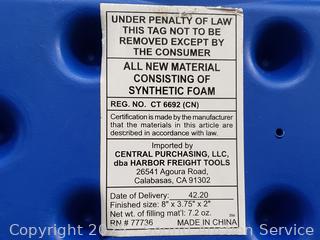 UNDER PENALTY OF LAW
THIS TAG NOT TO BE
REMOVED EXCEPT BY
THE CONSUMER
ALL NEW MATERIAL
CONSISTING OF
SYNTHETIC FOAM
REG. NO. CT 6692 (CN)
Certification is made by the manufacturer
that the materials in this article are
described in accordance with law.
Imported by
CENTRAL PURCHASING, LLC,
dba HARBOR FREIGHT TOOLS
26541 Agoura Road,
Calabasas, CA 91302
Date of Delivery: 42.20
Finished size: 8" x 3.75" x 2"
Net wt. of filling mat'l: 7.2 oz.
RN # 77736 MADE IN CHINA
Copyright
Auction Service